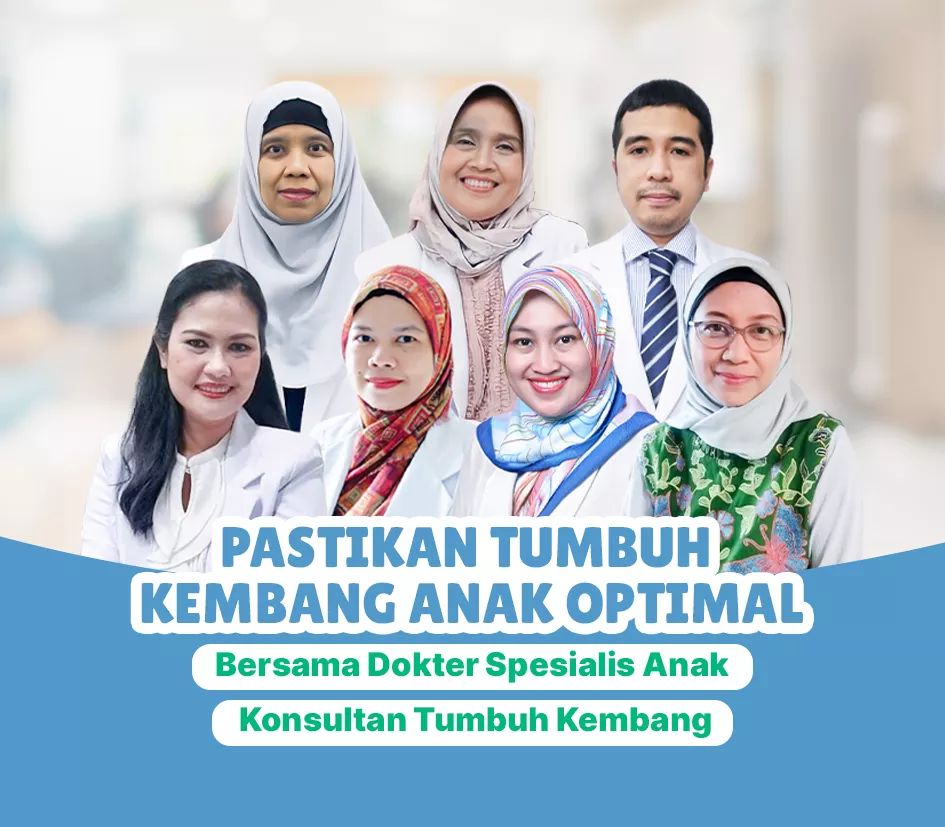 PASTIKAN TUMBUH
KEMBANG ANAK OPTIMAL
Bersama Dokter Spesialis Anak
Konsultan Tumbuh Kembang